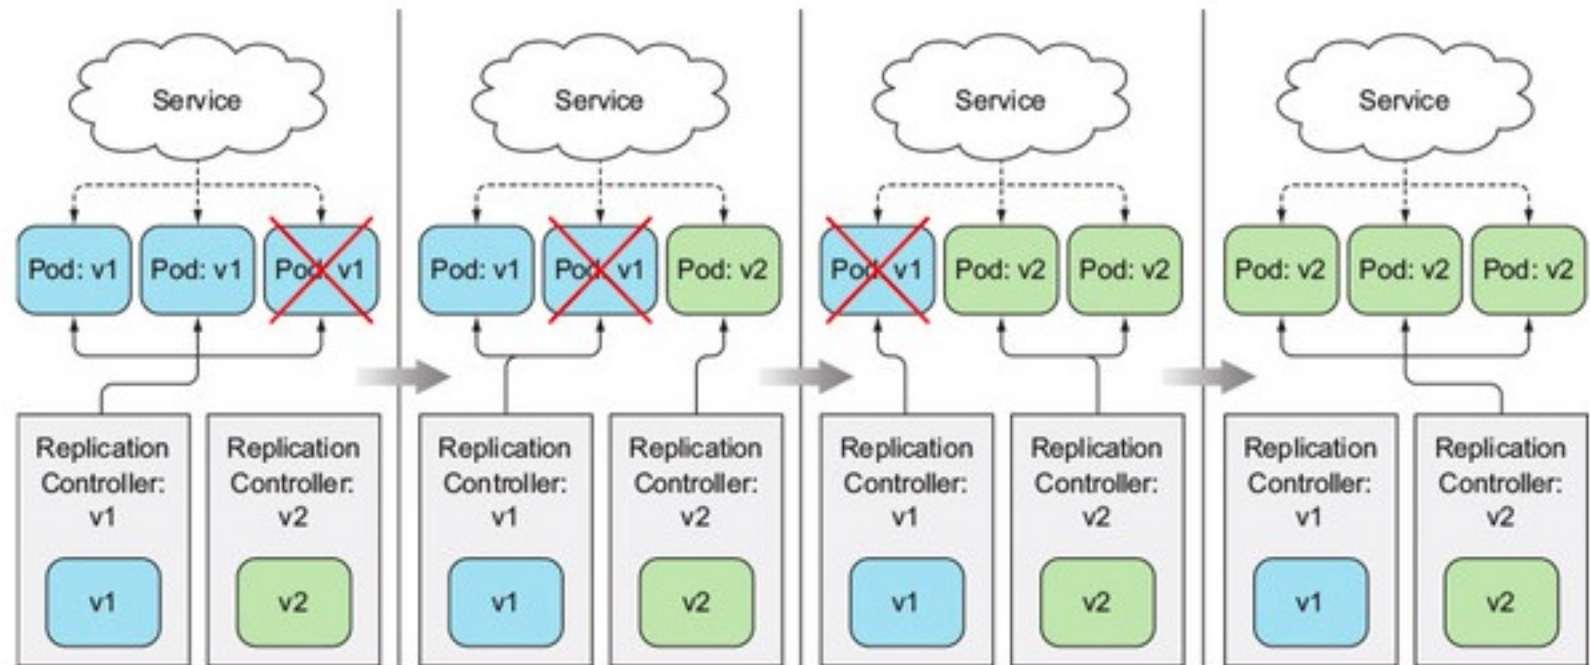 Service
Service
Service
Service
Pod: v1
Pod: v1
Pod: v1
Pod: v1
Pod: v1
Pod: v2
Pod: v1
Pod: v2
Pod: v2
Pod: v2
Pod: v2
Pod: v2
Replication
Controller:
v1
v1
Replication
Controller:
v2
v2
Replication
Controller:
v1
v1
Replication
Controller:
v2
v2
Replication
Controller:
v1
v1
Replication
Controller:
v2
v2
Replication
Controller:
v1
v1
Replication
Controller:
v2
v2